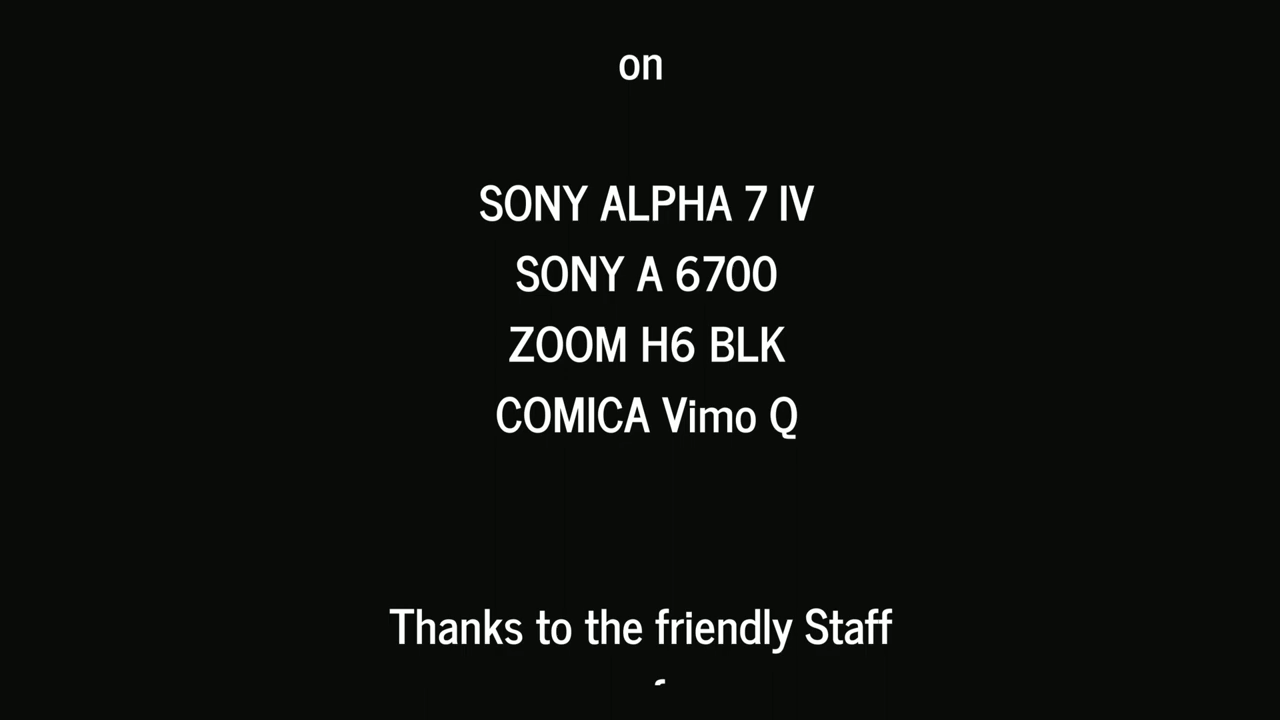 on
SONY ALPHA 7 IV
SONY A 6700
ZOOM H6 BLK
COMICA Vimo Q
Thanks to the friendly Staff